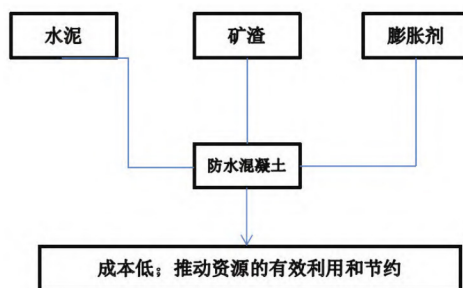 水泥
矿渣
膨胀剂
防水混凝土
成本低；推动资源的有效利用和节约